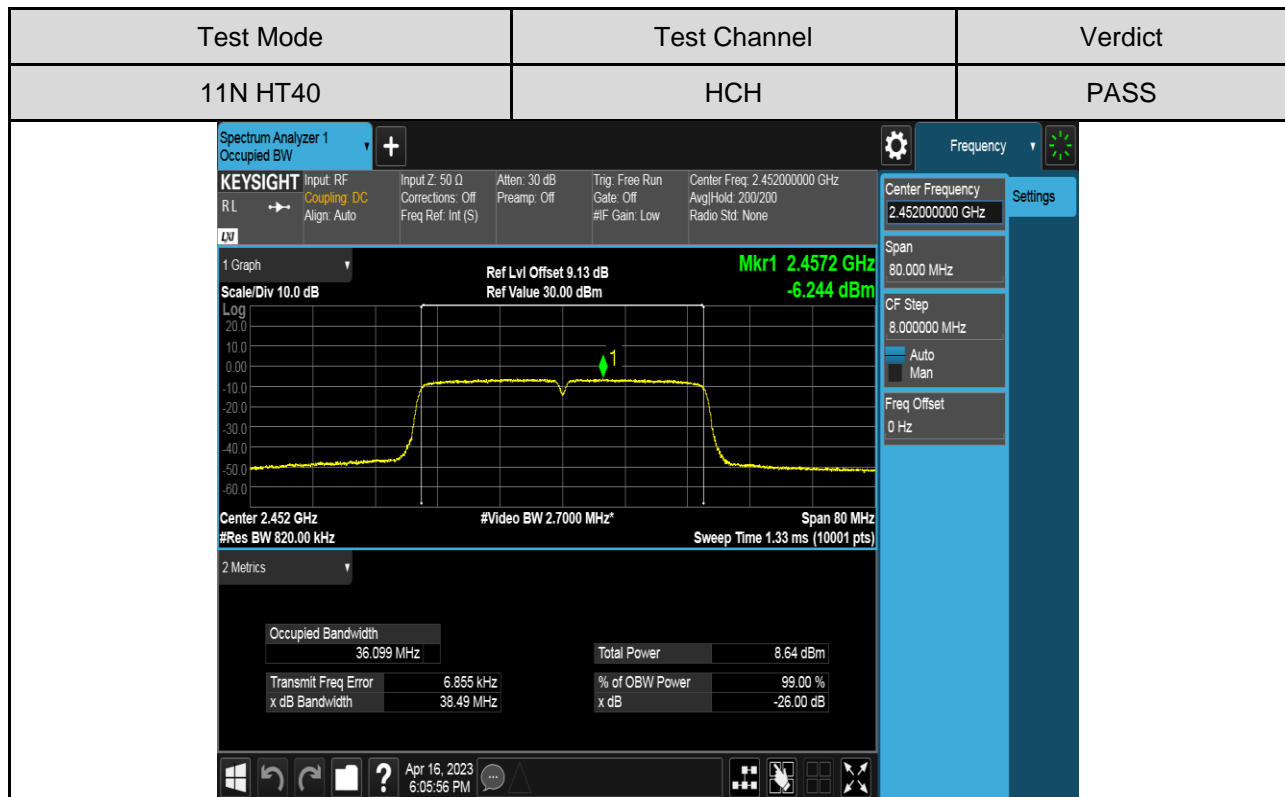 Test Mode Test Channel Verdict
11N HT40 HCH PASS
Spectrum Analyzer 1
Occupied BW
+
Frequency
KEYSIGHT Input: RF Input Z: 50 Ω Atten: 30 dB Trig: Free Run Center Freq: 2.452000000 GHz
RL Coupling: DC Corrections: Off Preamp: Off Gate: Off Avg|Hold: 200/200
Align: Auto Freq Ref: Int (S) #IF Gain: Low Radio Std: None
LXI
Center Frequency
2.452000000 GHz
Settings
Span
80.000 MHz
CF Step
8.000000 MHz
Auto
Man
Freq Offset
0 Hz
1 Graph
Ref Lvl Offset 9.13 dB
Mkr1 2.4572 GHz
Scale/Div 10.0 dB Ref Value 30.00 dBm -6.244 dBm
Log
20.0
10.0
0.00
-10.0
-20.0
-30.0
-40.0
-50.0
-60.0
1
Center 2.452 GHz #Video BW 2.7000 MHz* Span 80 MHz
#Res BW 820.00 kHz Sweep Time 1.33 ms (10001 pts)
2 Metrics
Occupied Bandwidth
36.099 MHz Total Power 8.64 dBm
Transmit Freq Error 6.855 kHz % of OBW Power 99.00 %
x dB Bandwidth 38.49 MHz x dB -26.00 dB
? Apr 16, 2023
6:05:56 PM